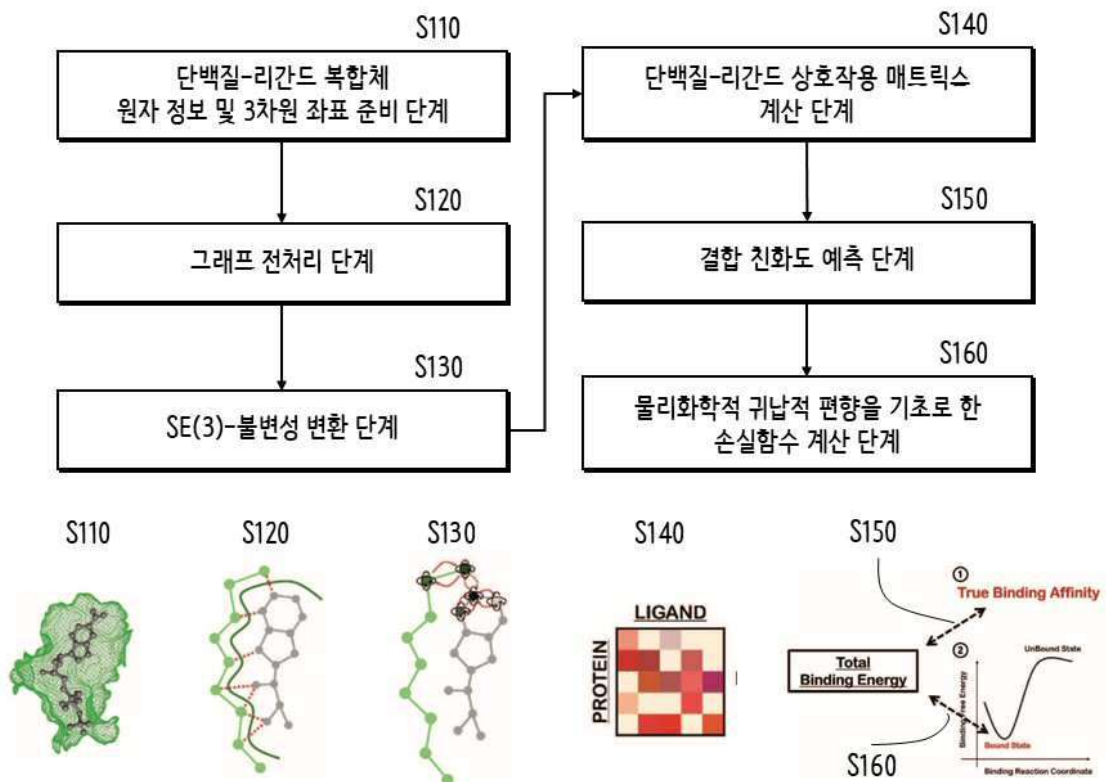 S110
단백질-리간드 복합체
원자 정보 및 3차원 좌표 준비 단계
S120
그래프 전처리 단계
S130
SE(3)-불변성 변환 단계
S140
단백질-리간드 상호작용 매트릭스
계산 단계
S150
결합 친화도 예측 단계
S160
물리화학적 귀납적 편향을 기초로 한
손실함수 계산 단계
S110
S120
S130
S140
LIGAND
PROTEIN
S150
①
True Binding Affinity
Total
Binding Energy
②
UnBound State
Binding Free Energy
Bound State
Binding Reaction Coordinate
S160